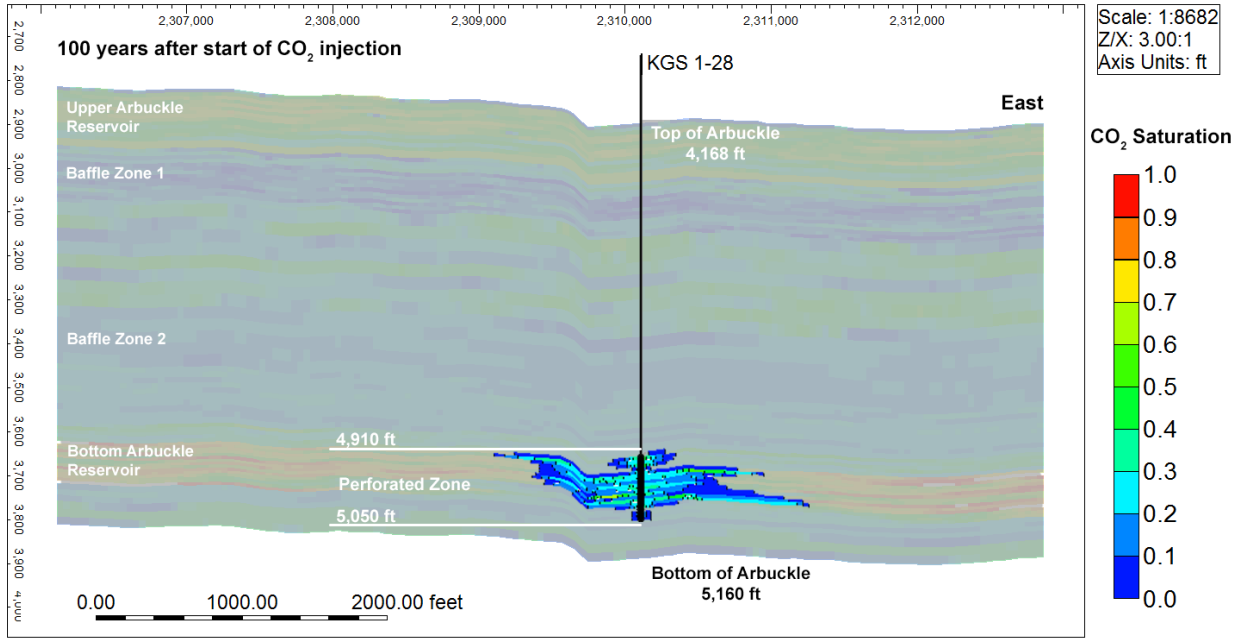 2,307,000
2,308,000
2,309,000
2,310,000
2,311,000
2,312,000
Scale: 1:8682
Z/X: 3.00:1
Axis Units: ft
100 years after start of CO₂ injection
KGS 1-28
East
Upper Arbuckle
Reservoir
Top of Arbuckle
4,168 ft
Baffle Zone 1
Baffle Zone 2
4,910 ft
Bottom Arbuckle
Reservoir
Perforated Zone
5,050 ft
Bottom of Arbuckle
5,160 ft
2,700
2,800
2,900
3,000
3,100
3,200
3,300
3,400
3,500
3,600
3,700
3,800
3,900
4,000
0.00
1000.00
2000.00 feet
CO₂ Saturation
1.0
0.9
0.8
0.7
0.6
0.5
0.4
0.3
0.2
0.1
0.0